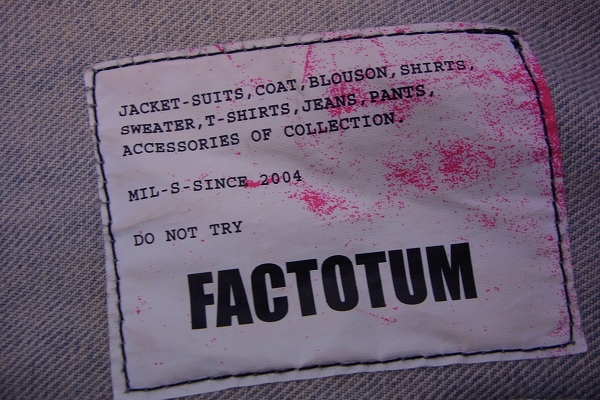 JACKET-SUITS,COAT,BLOUSON,SHIRTS,
SWEATER,T-SHIRTS,JEANS,PANTS,
ACCESSORIES OF COLLECTION.
MIL-S-SINCE 2004
DO NOT TRY
FACTOTUM